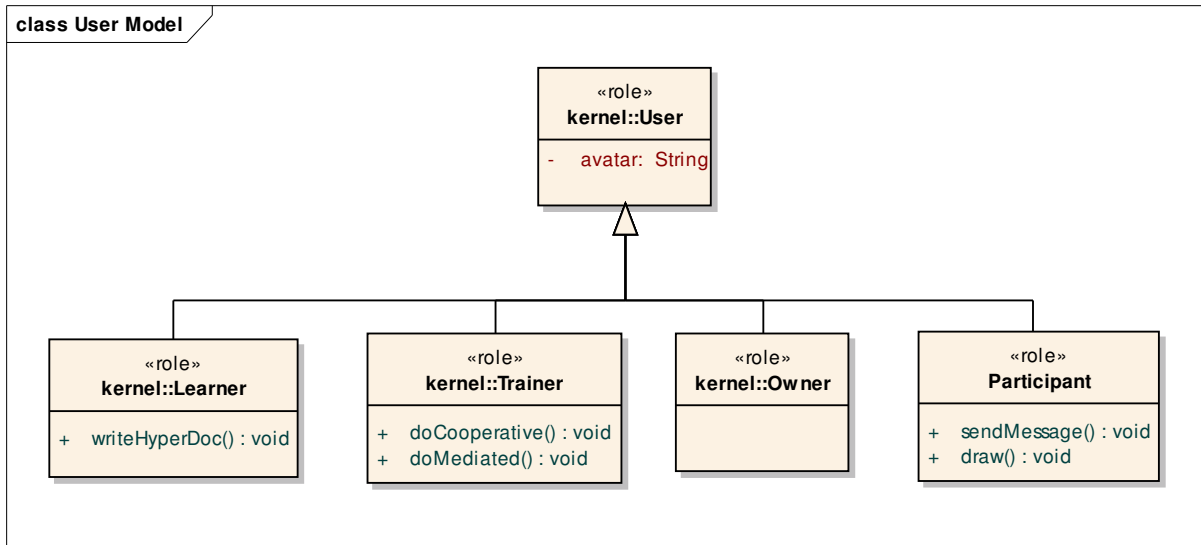 class User Model
«role»
kernel::User
- avatar: String
«role»
kernel::Learner
+ writeHyperDoc() : void
«role»
kernel::Trainer
+ doCooperative() : void
+ doMediated() : void
«role»
kernel::Owner
«role»
Participant
+ sendMessage() : void
+ draw() : void